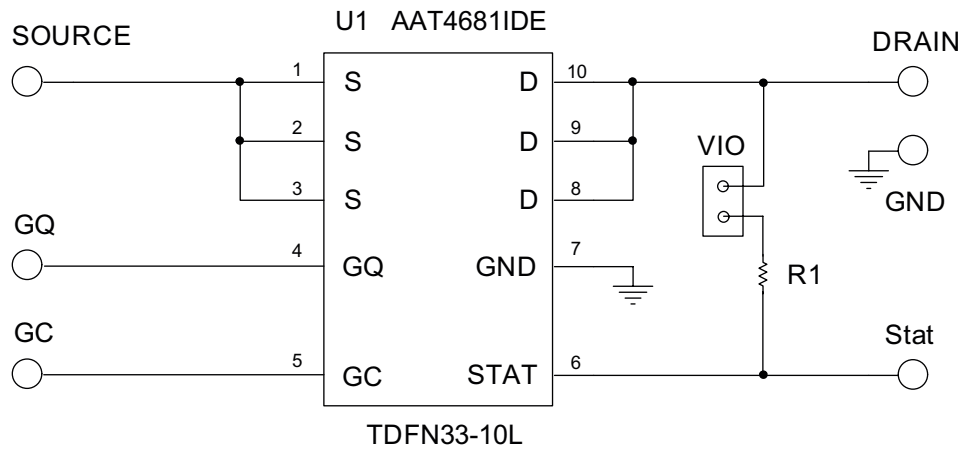 U1 AAT4681IDE
SOURCE
DRAIN
1 S D 10
2 S D 9
VIO
3 S D 8
GND
GQ
4 GQ GND 7
R1
GC
Stat
5 GC STAT 6
TDFN33-10L